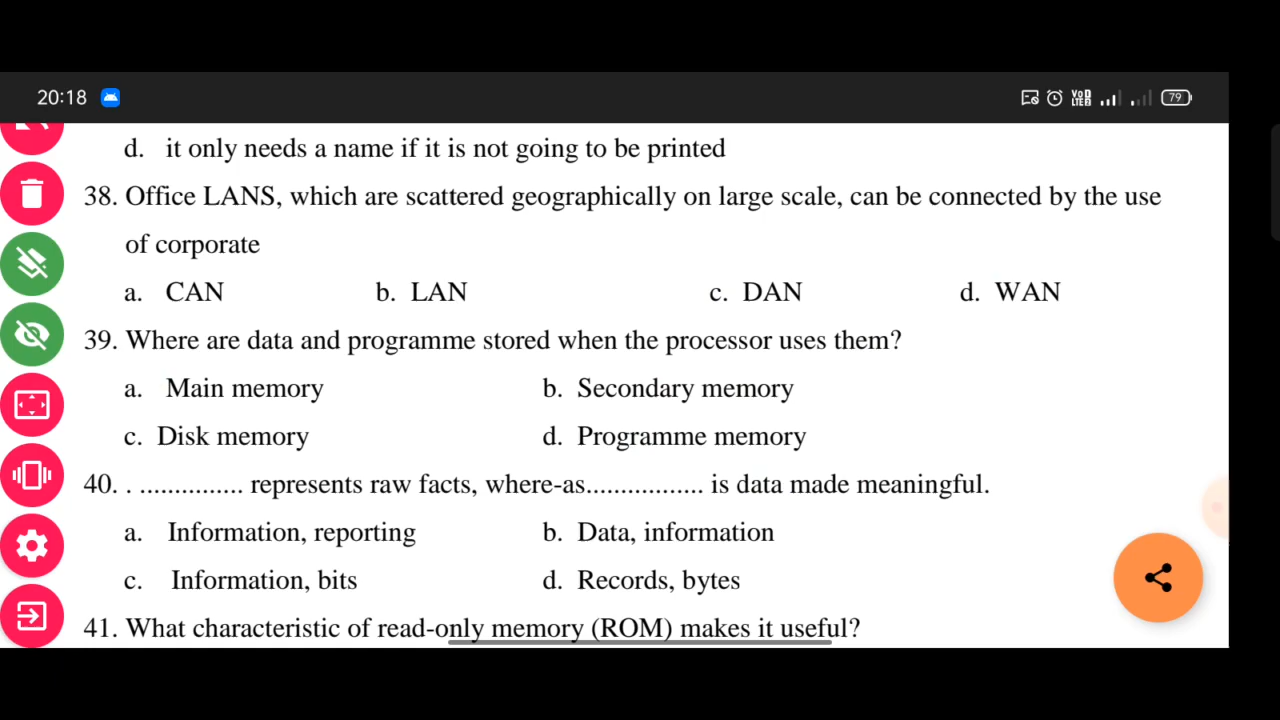 20:18
VoD LTE 79
d. it only needs a name if it is not going to be printed
38. Office LANS, which are scattered geographically on large scale, can be connected by the use
of corporate
a. CAN b. LAN c. DAN d. WAN
39. Where are data and programme stored when the processor uses them?
a. Main memory b. Secondary memory
c. Disk memory d. Programme memory
40. . ............... represents raw facts, where-as................. is data made meaningful.
a. Information, reporting b. Data, information
c. Information, bits d. Records, bytes
41. What characteristic of read-only memory (ROM) makes it useful?